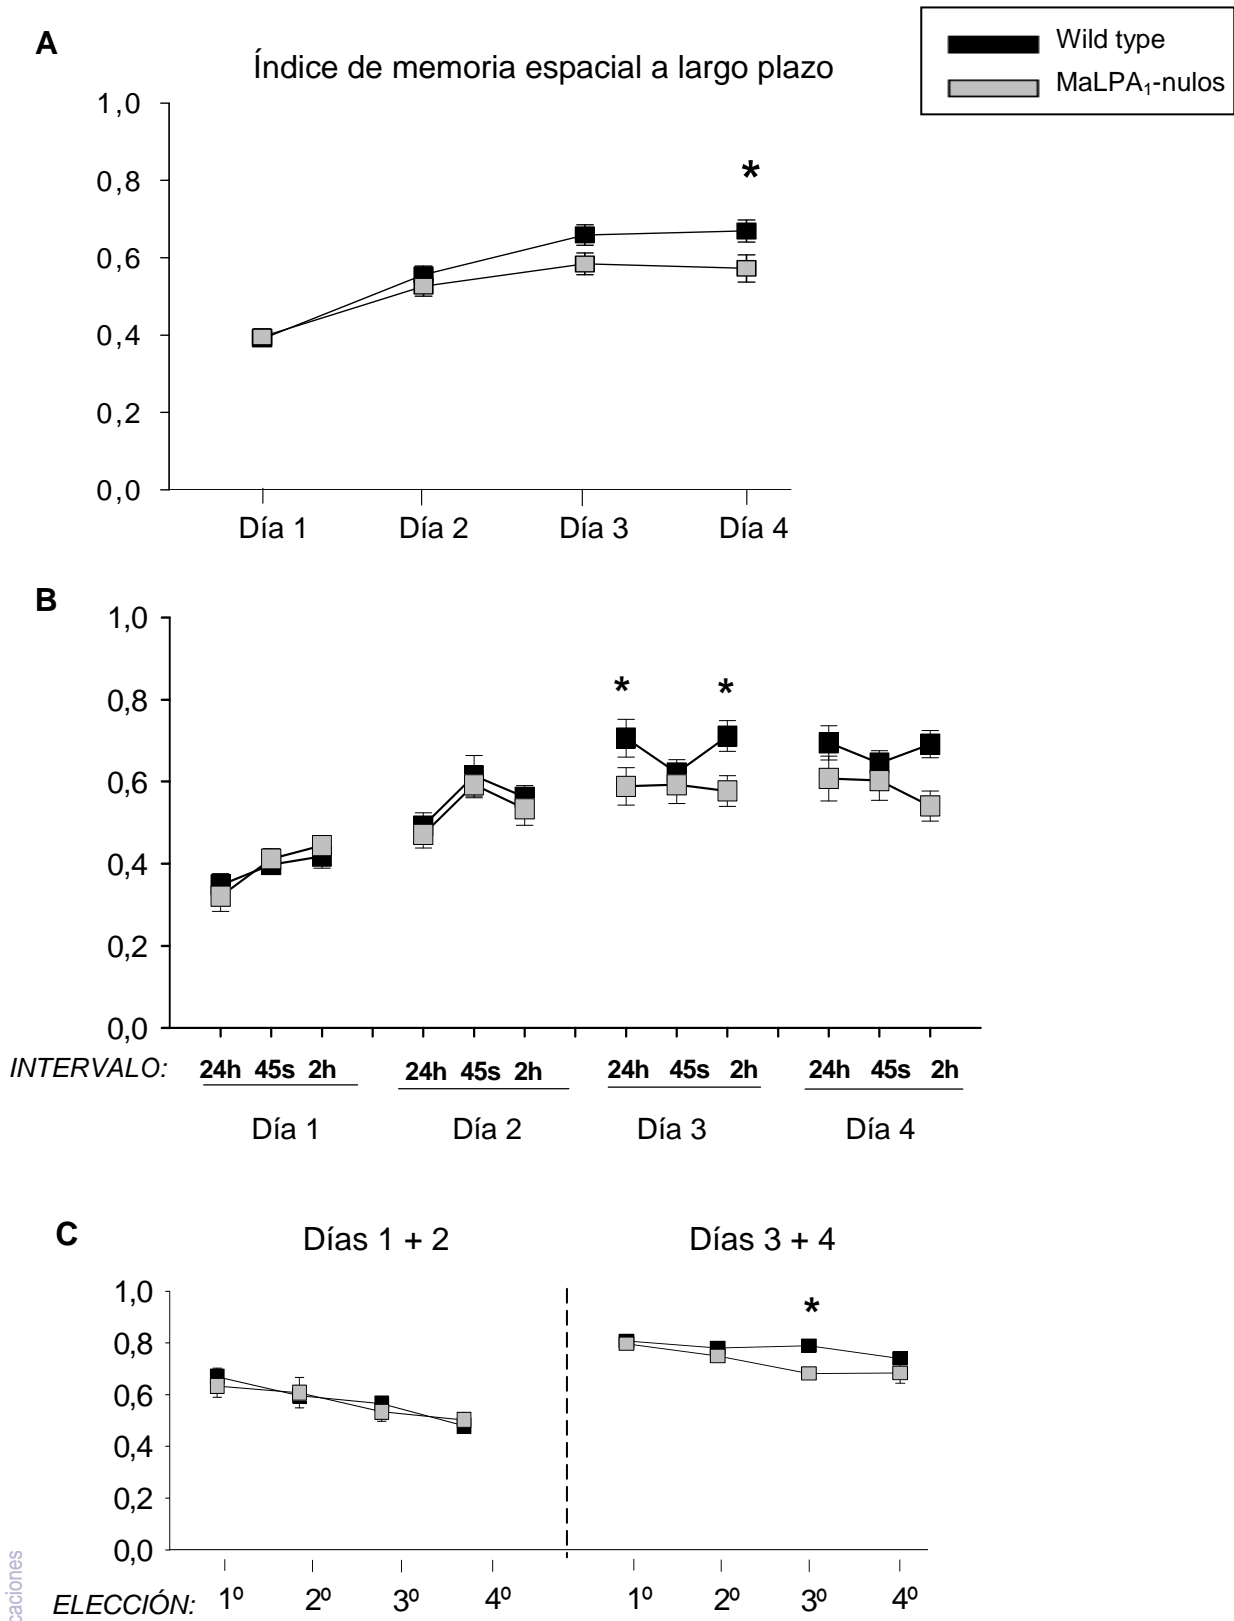 Wild type
MaLPA₁-nulos
A
Índice de memoria espacial a largo plazo
*
1,0
0,8
0,6
0,4
0,2
0,0
Día 1 Día 2 Día 3 Día 4
B
1,0
0,8
0,6
0,4
0,2
0,0
* *
INTERVALO: 24h 45s 2h 24h 45s 2h 24h 45s 2h 24h 45s 2h
Día 1 Día 2 Día 3 Día 4
C
Días 1 + 2 Días 3 + 4
*
1,0
0,8
0,6
0,4
0,2
0,0
ELECCIÓN: 1º 2º 3º 4º 1º 2º 3º 4º
caciones